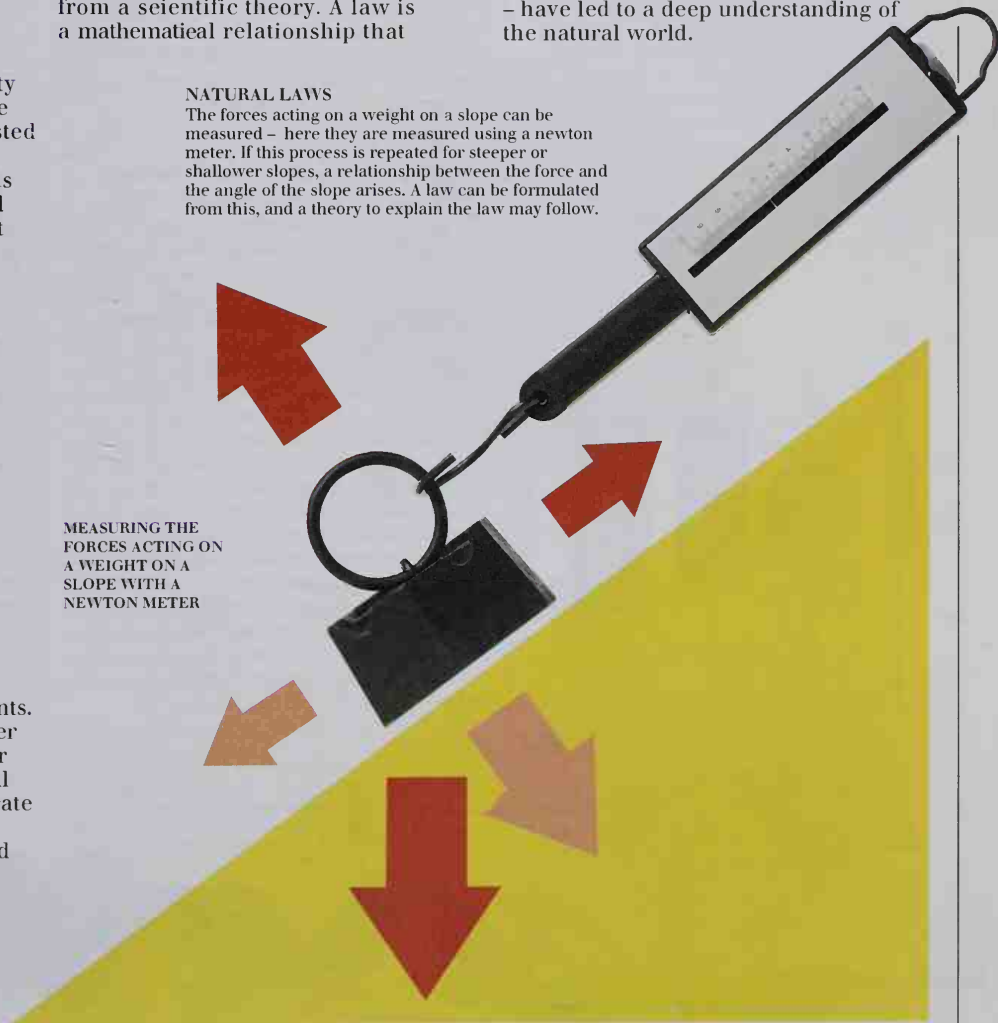 from a scientific theory. A law is
a mathematieal relationship that
– have led to a deep understanding of
the natural world.
ty
e
sted
s
l
t
NATURAL LAWS
The forces acting on a weight on a slope can be
measured – here they are measured using a newton
meter. If this process is repeated for steeper or
shallower slopes, a relationship between the force and
the angle of the slope arises. A law can be formulated
from this, and a theory to explain the law may follow.
MEASURING THE
FORCES ACTING ON
A WEIGHT ON A
SLOPE WITH A
NEWTON METER
nts.
er
r
l
rate
d